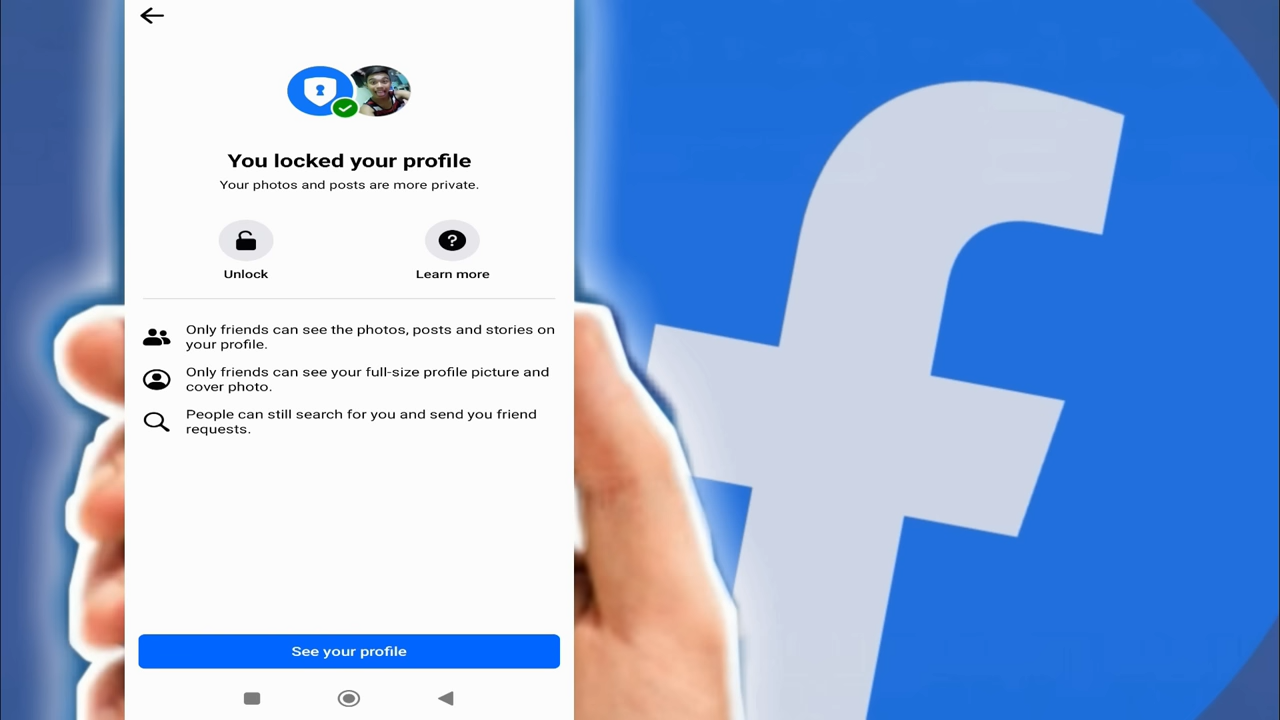 You locked your profile
Your photos and posts are more private.
Unlock
Learn more
Only friends can see the photos, posts and stories on
your profile.
Only friends can see your full-size profile picture and
cover photo.
People can still search for you and send you friend
requests.
See your profile